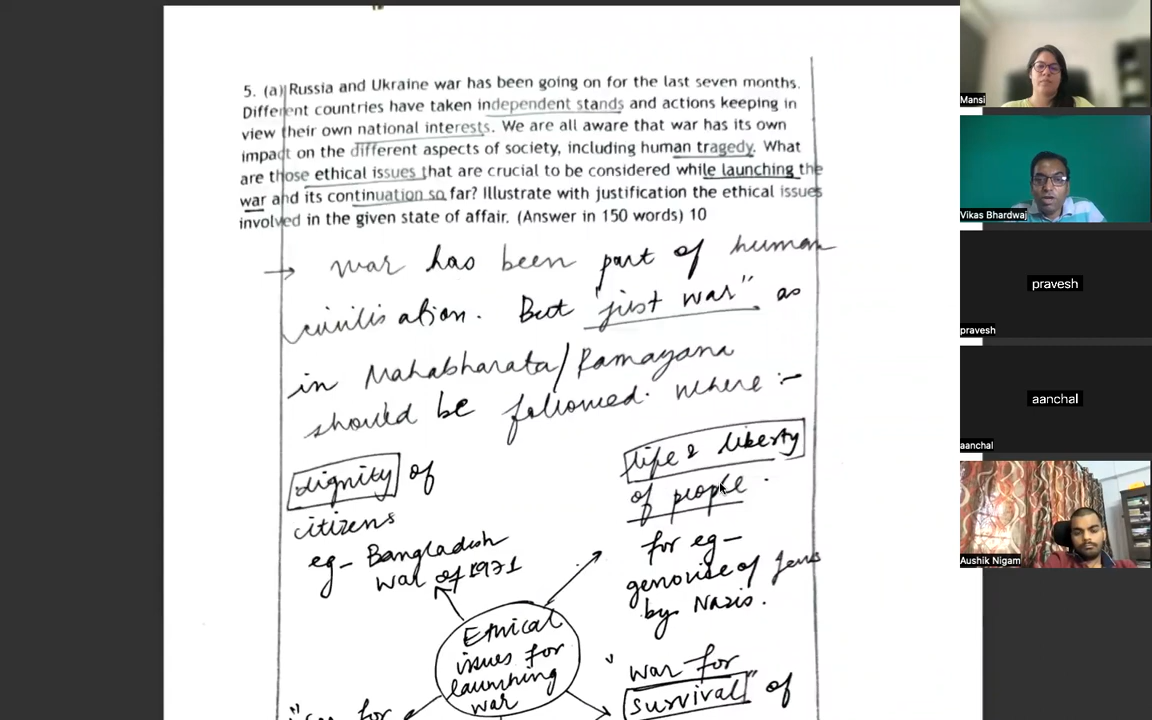 5. (a) Russia and Ukraine war has been going on for the last seven months.
Different countries have taken independent stands and actions keeping in
view their own national interests. We are all aware that war has its own
impact on the different aspects of society, including human tragedy. What
are those ethical issues that are crucial to be considered while launching the
war and its continuation so far? Illustrate with justification the ethical issues
involved in the given state of affair. (Answer in 150 words) 10
→ War has been part of human
civilisation. But "just war" as
in Mahabharata/Ramayana
should be followed. Where :-
dignity of
citizens
eg- Bangladesh
war of 1971
life & liberty
of people.
for eg-
genocide of Jews
by Nazis.
Ethical
issues for
launching
war
"war for
survival" of
for
Mansi
Vikas Bhardwaj
pravesh
pravesh
aanchal
aanchal
Aushik Nigam